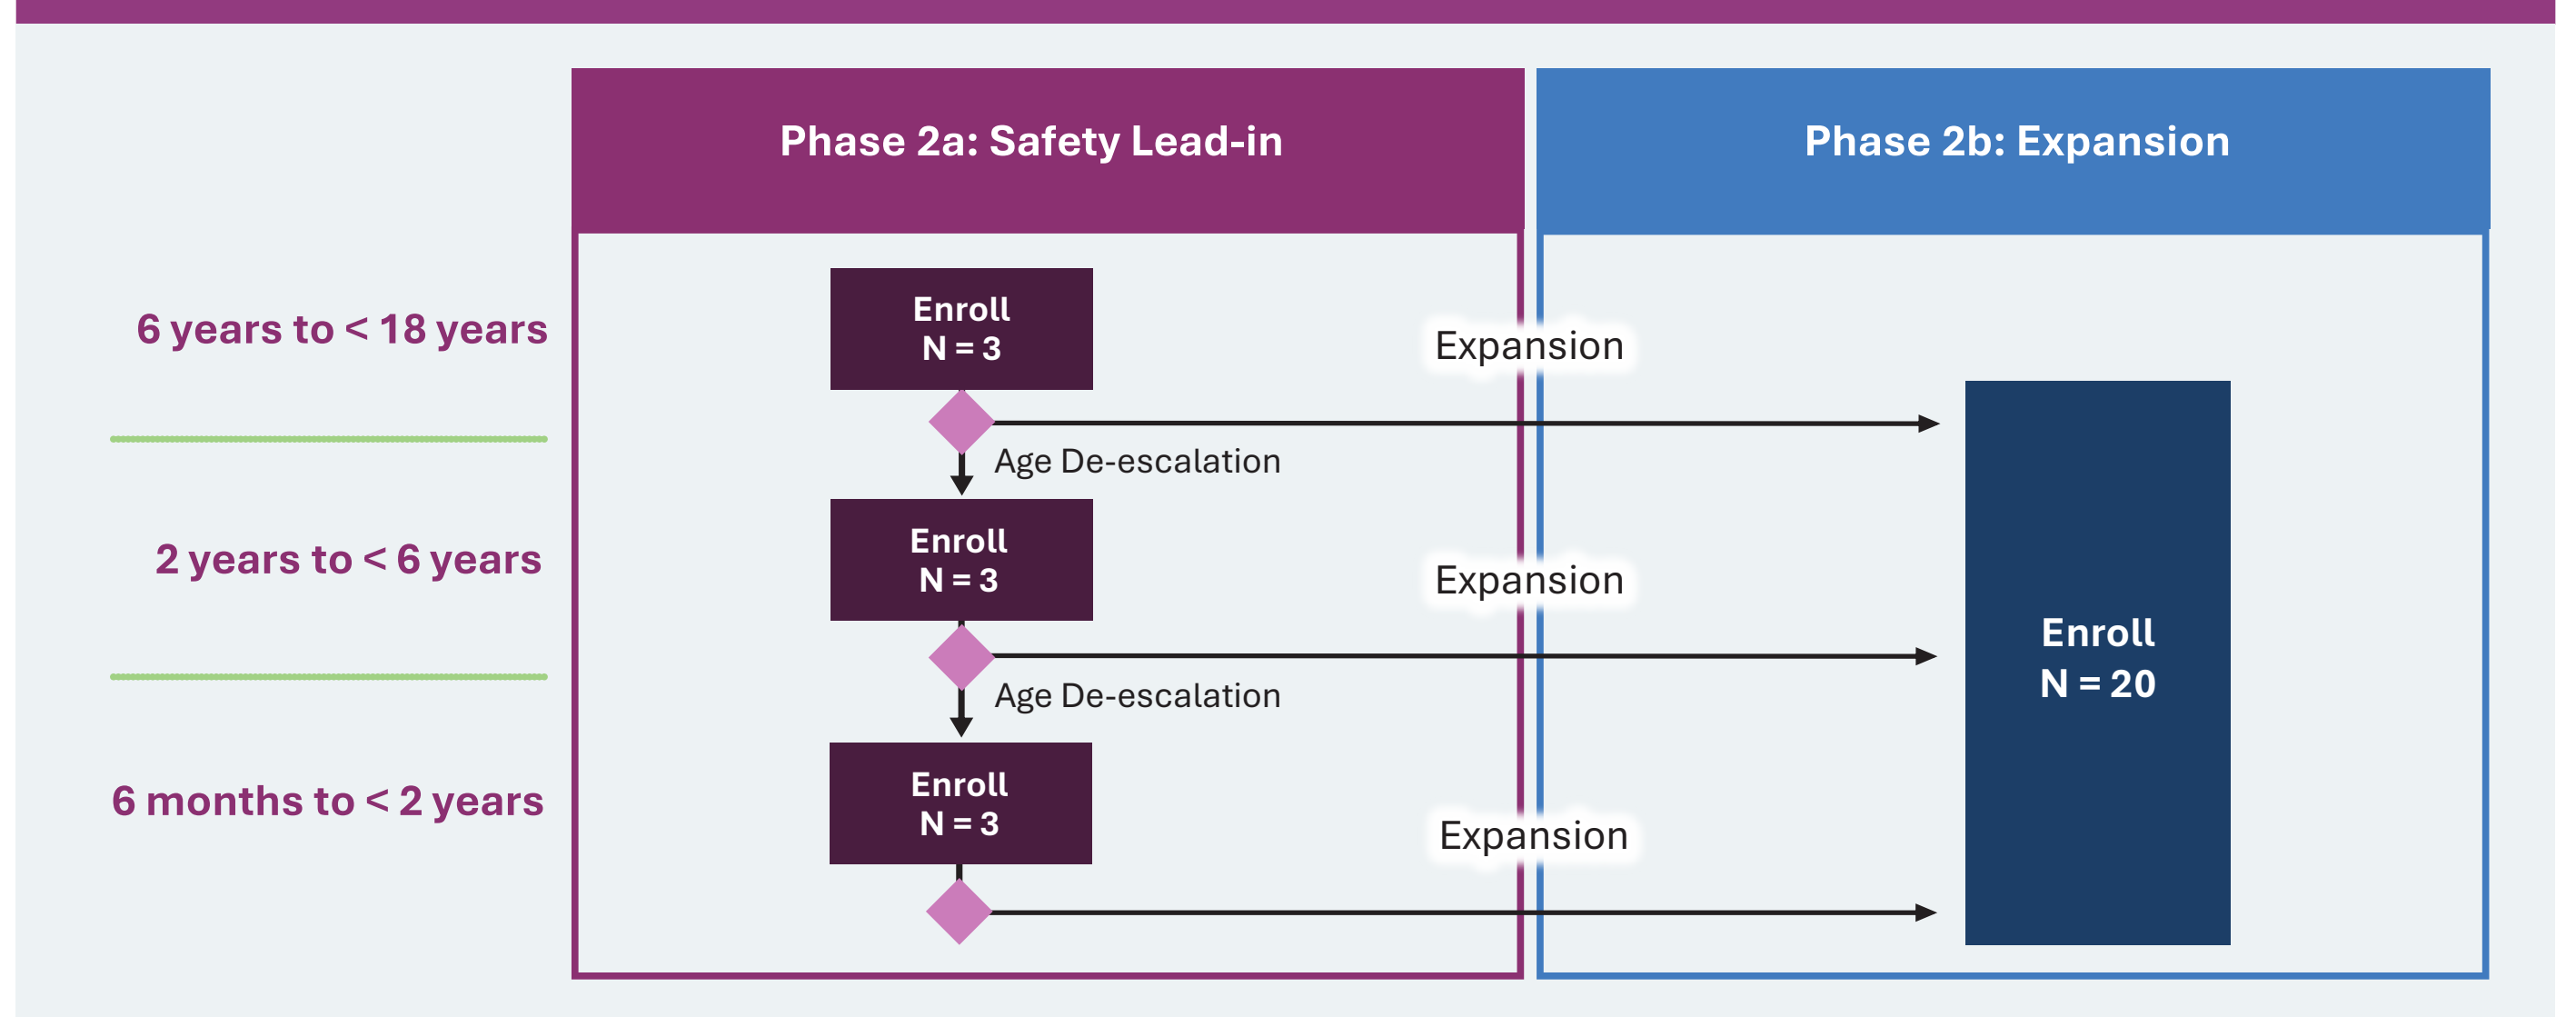 Phase 2a: Safety Lead-in
Phase 2b: Expansion
6 years to < 18 years
Enroll
N = 3
Expansion
Age De-escalation
2 years to < 6 years
Enroll
N = 3
Expansion
Age De-escalation
Enroll
N = 20
6 months to < 2 years
Enroll
N = 3
Expansion